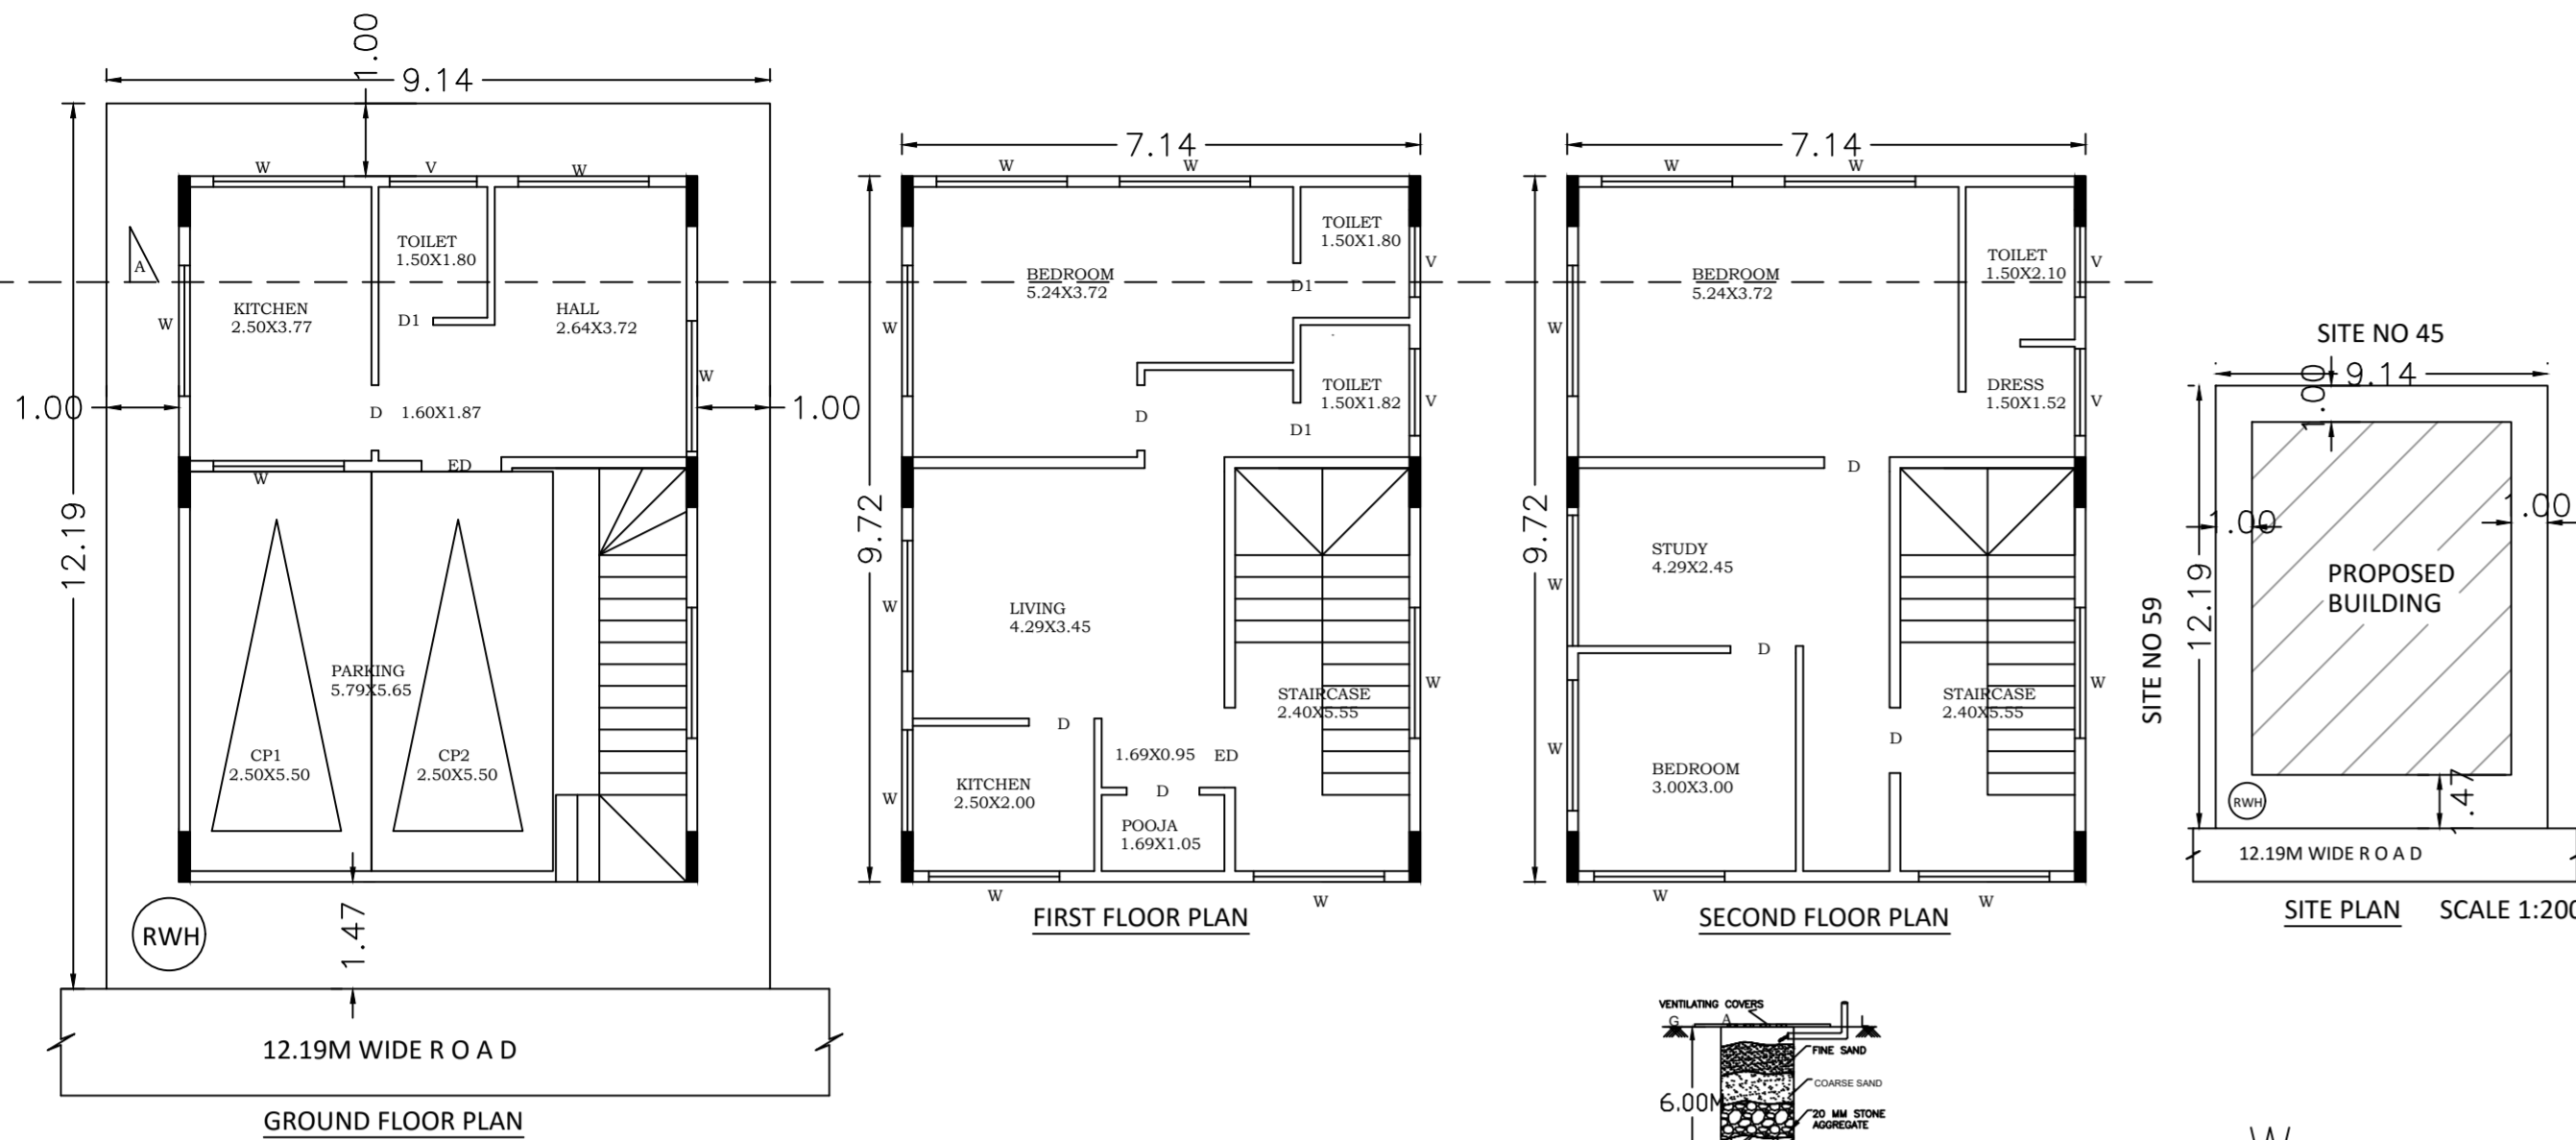 1.00
9.14
12.19
W
V
W
A
TOILET
1.50X1.80
KITCHEN
2.50X3.77
HALL
2.64X3.72
W
D1
W
1.00
D 1.60X1.87
1.00
ED
W
PARKING
5.79X5.65
CP1
2.50X5.50
CP2
2.50X5.50
RWH
1.47
12.19M WIDE R O A D
GROUND FLOOR PLAN
7.14
W
W
9.72
TOILET
1.50X1.80
BEDROOM
5.24X3.72
V
D1
W
TOILET
1.50X1.82
V
D
D1
LIVING
4.29X3.45
W
STAIRCASE
2.40X5.55
W
D
1.69X0.95
ED
KITCHEN
2.50X2.00
D
W
POOJA
1.69X1.05
W
W
FIRST FLOOR PLAN
7.14
W
W
9.72
TOILET
1.50X2.10
BEDROOM
5.24X3.72
V
W
DRESS
1.50X1.52
V
D
STUDY
4.29X2.45
W
D
STAIRCASE
2.40X5.55
W
D
W
BEDROOM
3.00X3.00
W
W
SECOND FLOOR PLAN
SITE NO 45
9.14
1.00
1.00
1.00
12.19
SITE NO 59
PROPOSED
BUILDING
1.47
RWH
12.19M WIDE R O A D
SITE PLAN SCALE 1:200
VENTILATING COVERS
G A L
FINE SAND
COARSE SAND
6.00M
20 MM STONE
AGGREGATE